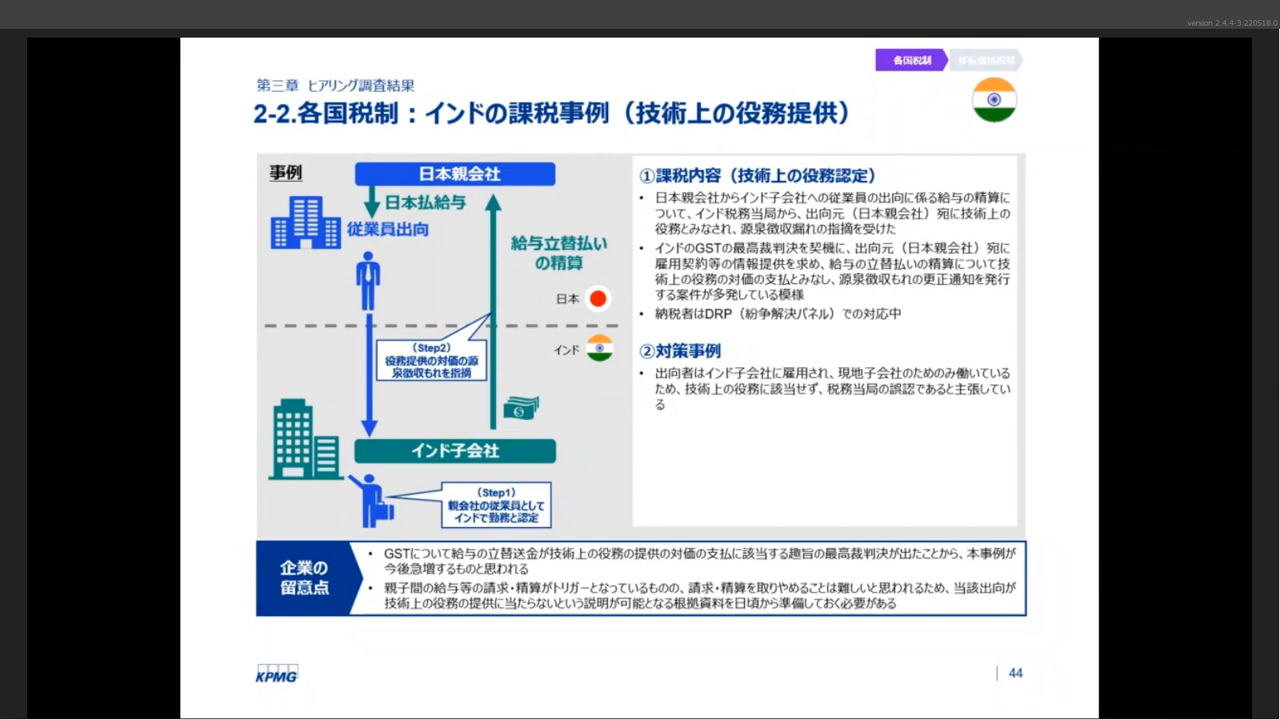 version 2.4.4-3.220518.0
各国税制
移転価格税制
第三章 ヒアリング調査結果
2-2.各国税制：インドの課税事例（技術上の役務提供）
事例
日本親会社
日本払給与
従業員出向
給与立替払い
の精算
日本
インド
（Step2）
役務提供の対価の源
泉徴収もれを指摘
インド子会社
（Step1）
親会社の従業員として
インドで勤務と認定
①課税内容（技術上の役務認定）
• 日本親会社からインド子会社への従業員の出向に係る給与の精算に
ついて、インド税務当局から、出向元（日本親会社）宛に技術上の
役務とみなされ、源泉徴収漏れの指摘を受けた
• インドのGSTの最高裁判決を契機に、出向元（日本親会社）宛に
雇用契約等の情報提供を求め、給与の立替払いの精算について技
術上の役務の対価の支払とみなし、源泉徴収もれの更正通知を発行
する案件が多発している模様
• 納税者はDRP（紛争解決パネル）での対応中
②対策事例
• 出向者はインド子会社に雇用され、現地子会社のためのみ働いている
ため、技術上の役務に該当せず、税務当局の誤認であると主張してい
る
企業の
留意点
• GSTについて給与の立替送金が技術上の役務の提供の対価の支払に該当する趣旨の最高裁判決が出たことから、本事例が
今後急増するものと思われる
• 親子間の給与等の請求・精算がトリガーとなっているものの、請求・精算を取りやめることは難しいと思われるため、当該出向が
技術上の役務の提供に当たらないという説明が可能となる根拠資料を日頃から準備しておく必要がある
KPMG
44